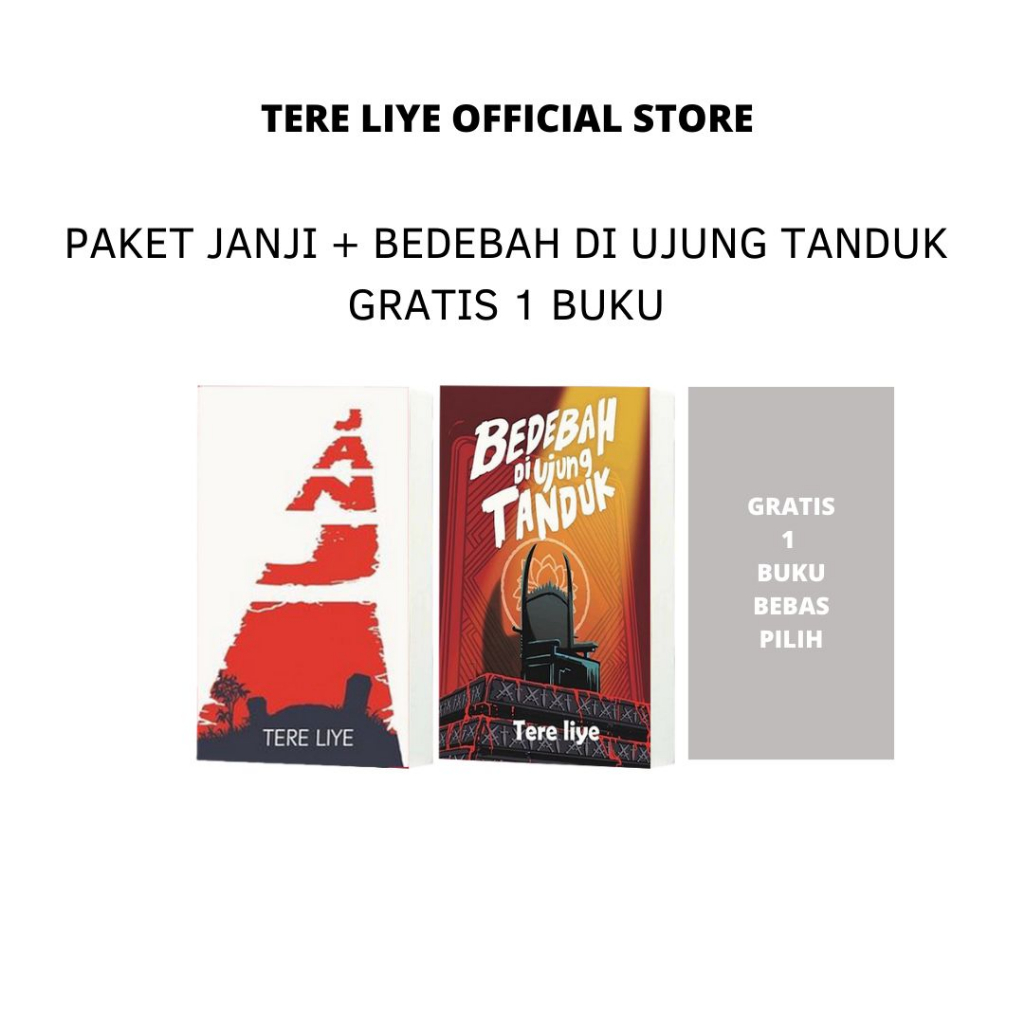 TERE LIYE OFFICIAL STORE
PAKET JANJI + BEDEBAH DI UJUNG TANDUK
GRATIS 1 BUKU
JANJI
TERE LIYE
BEDEBAH
Di Ujung
TANDUK
Tere liye
GRATIS
1
BUKU
BEBAS
PILIH